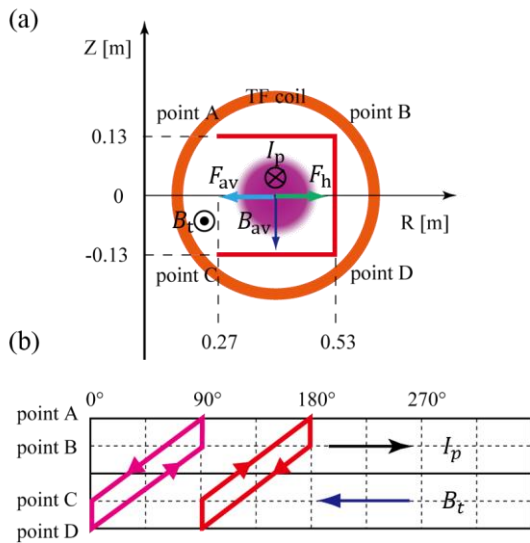 (a)
Z [m]
TF coil
point A
point B
0.13
I_p
F_av
F_h
0
B_t
B_av
R [m]
-0.13
point C
point D
0.27
0.53
(b)
0° 90° 180° 270°
point A
point B
I_p
point C
B_t
point D